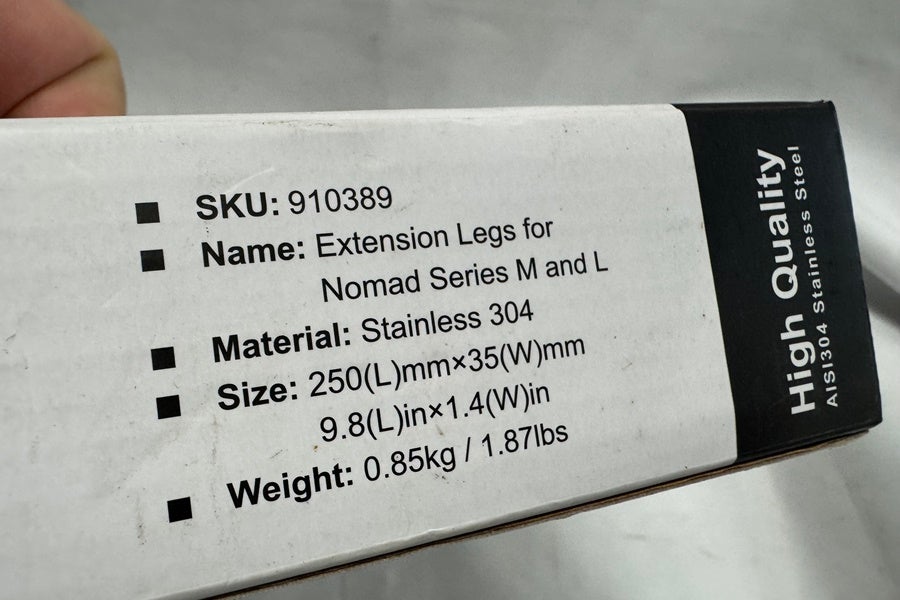 SKU: 910389
Name: Extension Legs for
Nomad Series M and L
Material: Stainless 304
Size: 250(L)mm×35(W)mm
9.8(L)in×1.4(W)in
Weight: 0.85kg / 1.87lbs
High Quality
AISI304 Stainless Steel